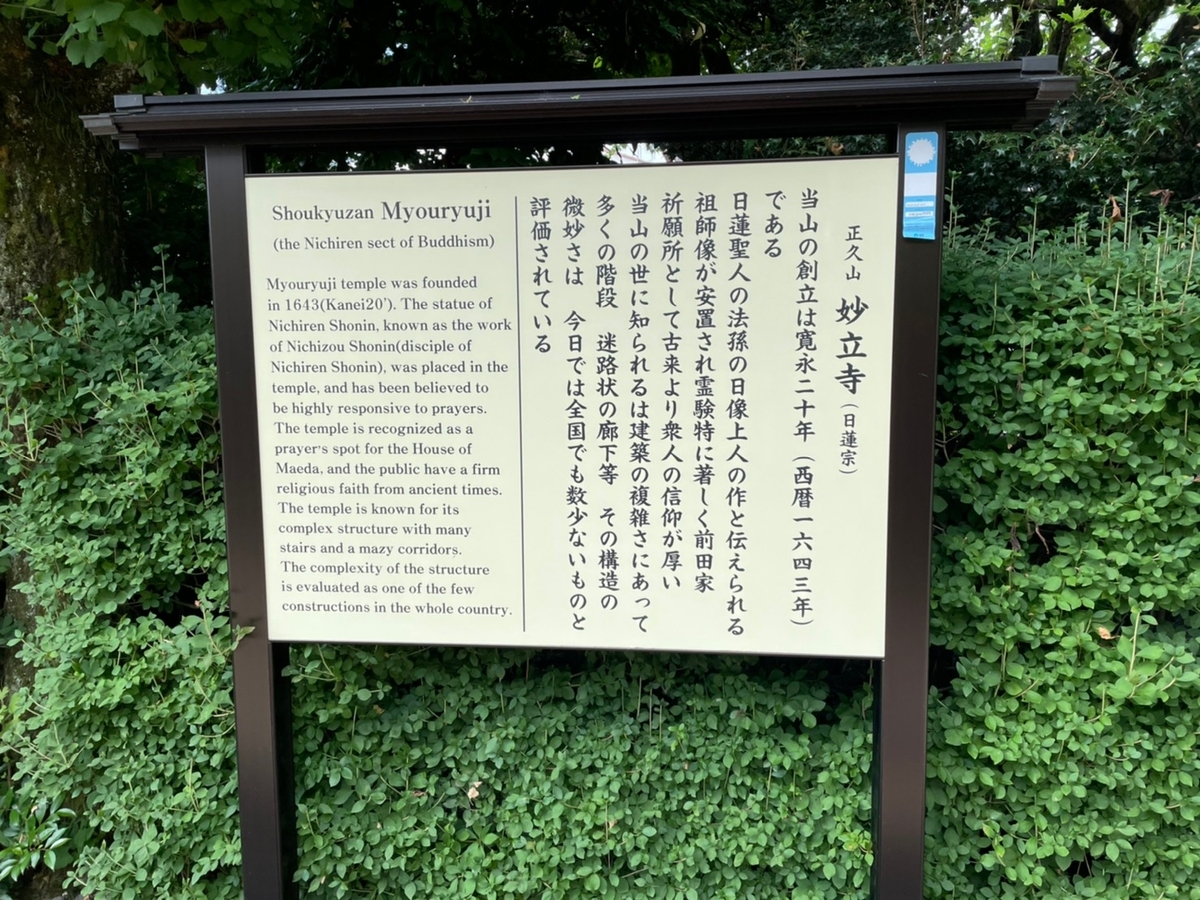 Shoukyuzan Myouryuji
(the Nichiren sect of Buddhism)
Myouryuji temple was founded
in 1643(Kanei20’). The statue of
Nichiren Shonin, known as the work
of Nichizou Shonin(disciple of
Nichiren Shonin), was placed in the
temple, and has been believed to
be highly responsive to prayers.
The temple is recognized as a
prayer’s spot for the House of
Maeda, and the public have a firm
religious faith from ancient times.
The temple is known for its
complex structure with many
stairs and a mazy corridors.
The complexity of the structure
is evaluated as one of the few
constructions in the whole country.
正久山 妙立寺（日蓮宗）
当山の創立は寛永二十年（西暦一六四三年）
である
日蓮聖人の法孫の日像上人の作と伝えられる
祖師像が安置され霊験特に著しく前田家
祈願所として古来より衆人の信仰が厚い
当山の世に知られるは建築の複雑さにあって
多くの階段 迷路状の廊下等 その構造の
微妙さは 今日では全国でも数少ないものと
評価されている